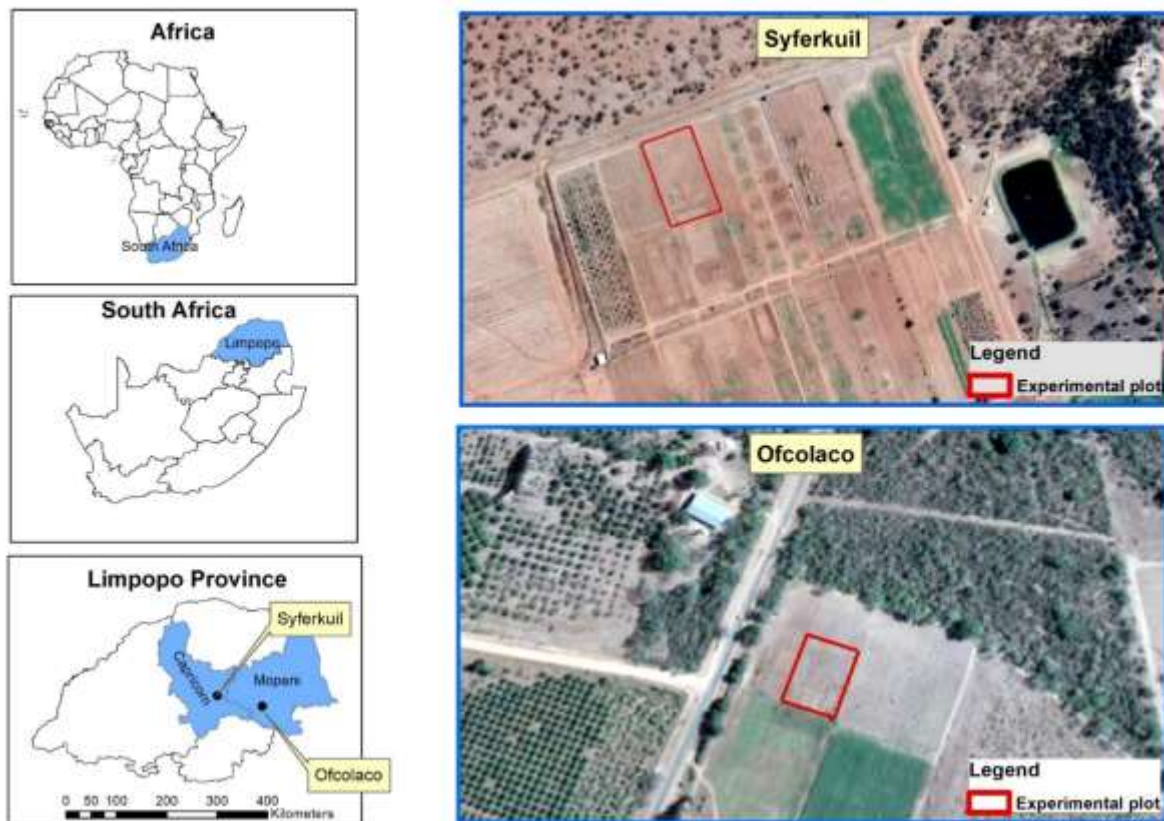 Africa
South Africa
South Africa
Limpopo
Limpopo Province
Syferkuil
Capricorn
Mopani
Ofcolaco
0 50 100 200 300 400
Kilometers
Syferkuil
Legend
Experimental plot
Ofcolaco
Legend
Experimental plot